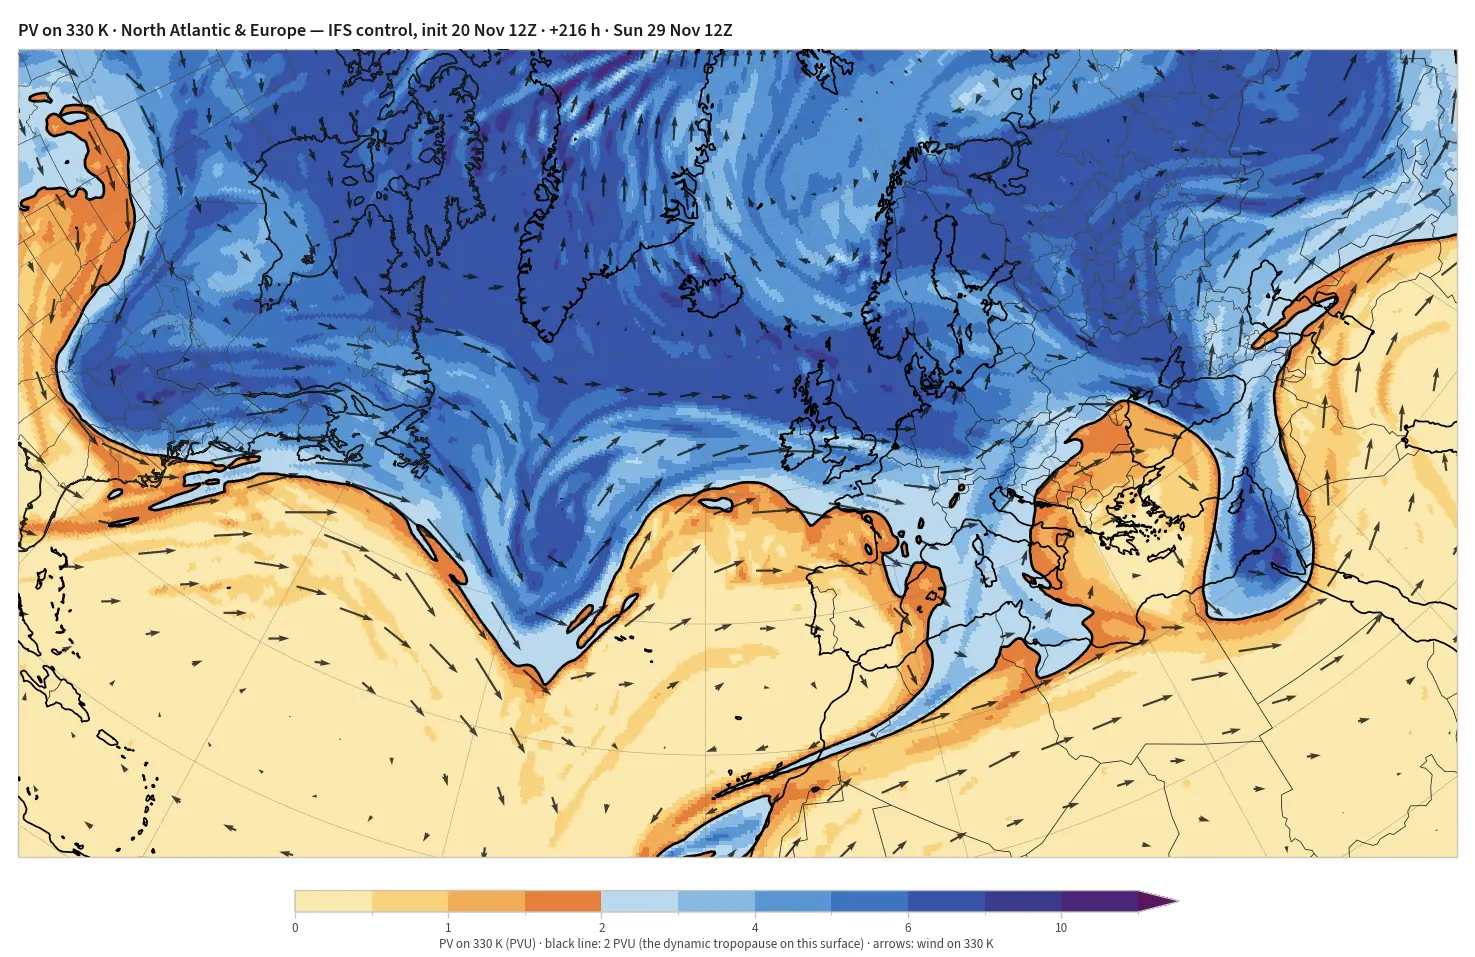 PV on 330 K · North Atlantic & Europe — IFS control, init 20 Nov 12Z · +216 h · Sun 29 Nov 12Z
0 1 2 4 6 10
PV on 330 K (PVU) · black line: 2 PVU (the dynamic tropopause on this surface) · arrows: wind on 330 K